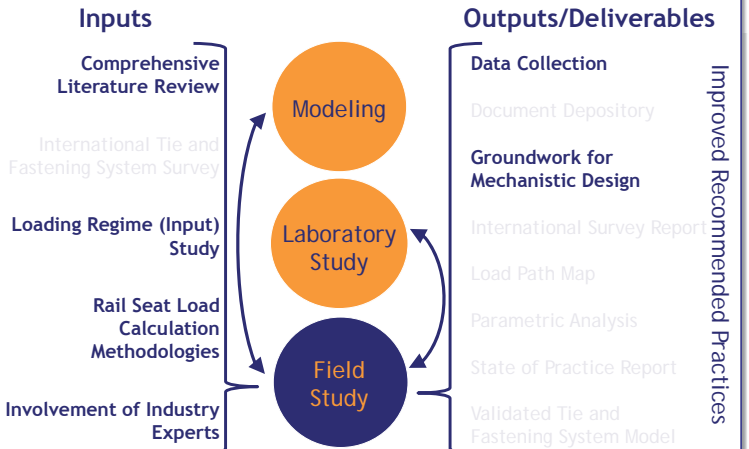 Inputs
Comprehensive
Literature Review
International Tie and
Fastening System Survey
Loading Regime (Input)
Study
Rail Seat Load
Calculation
Methodologies
Involvement of Industry
Experts
Modeling
Laboratory
Study
Field
Study
Outputs/Deliverables
Data Collection
Document Depository
Groundwork for
Mechanistic Design
International Survey Report
Load Path Map
Parametric Analysis
State of Practice Report
Validated Tie and
Fastening System Model
Improved Recommended Practices